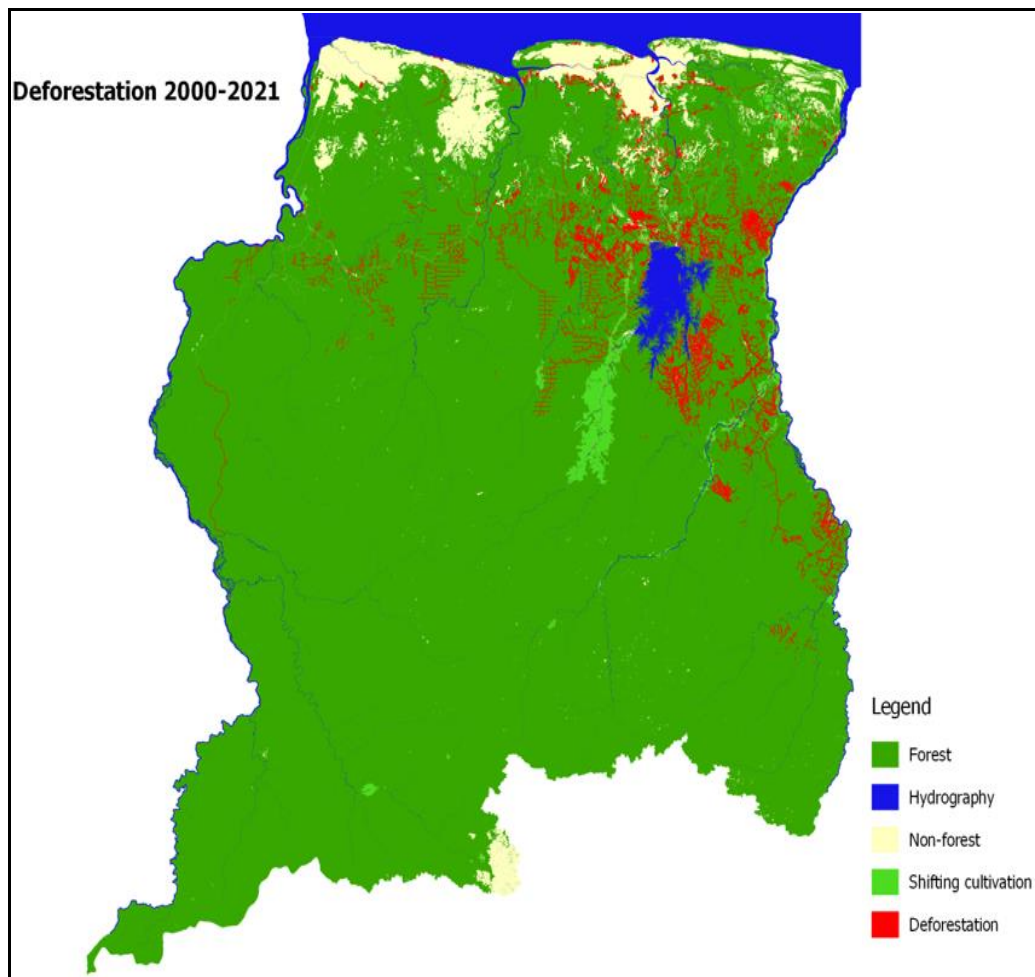 Deforestation 2000-2021
Legend
Forest
Hydrography
Non-forest
Shifting cultivation
Deforestation